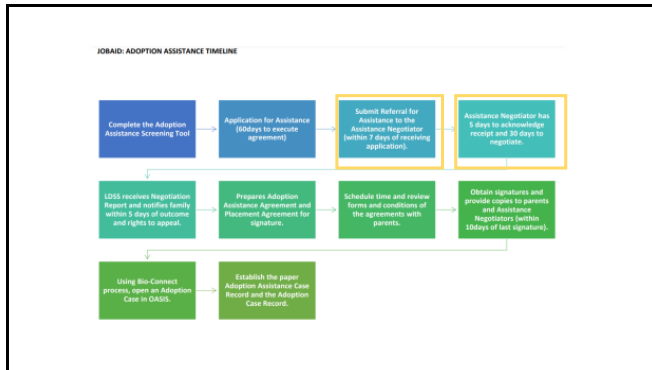 JOBAID: ADOPTION ASSISTANCE TIMELINE
Complete the Adoption
Assistance Screening Tool
Application for Assistance
(60days to execute
agreement)
Submit Referral for
Assistance to the
Assistance Negotiator
(within 7 days of receiving
application).
Assistance Negotiator has
5 days to acknowledge
receipt and 30 days to
negotiate.
LDSS receives Negotiation
Report and notifies family
within 5 days of outcome
and rights to appeal.
Prepares Adoption
Assistance Agreement and
Placement Agreement for
signature.
Schedule time and review
forms and conditions of
the agreements with
parents.
Obtain signatures and
provide copies to parents
and Assistance
Negotiators (within
10days of last signature).
Using Bio-Connect
process, open an Adoption
Case in OASIS.
Establish the paper
Adoption Assistance Case
Record and the Adoption
Case Record.